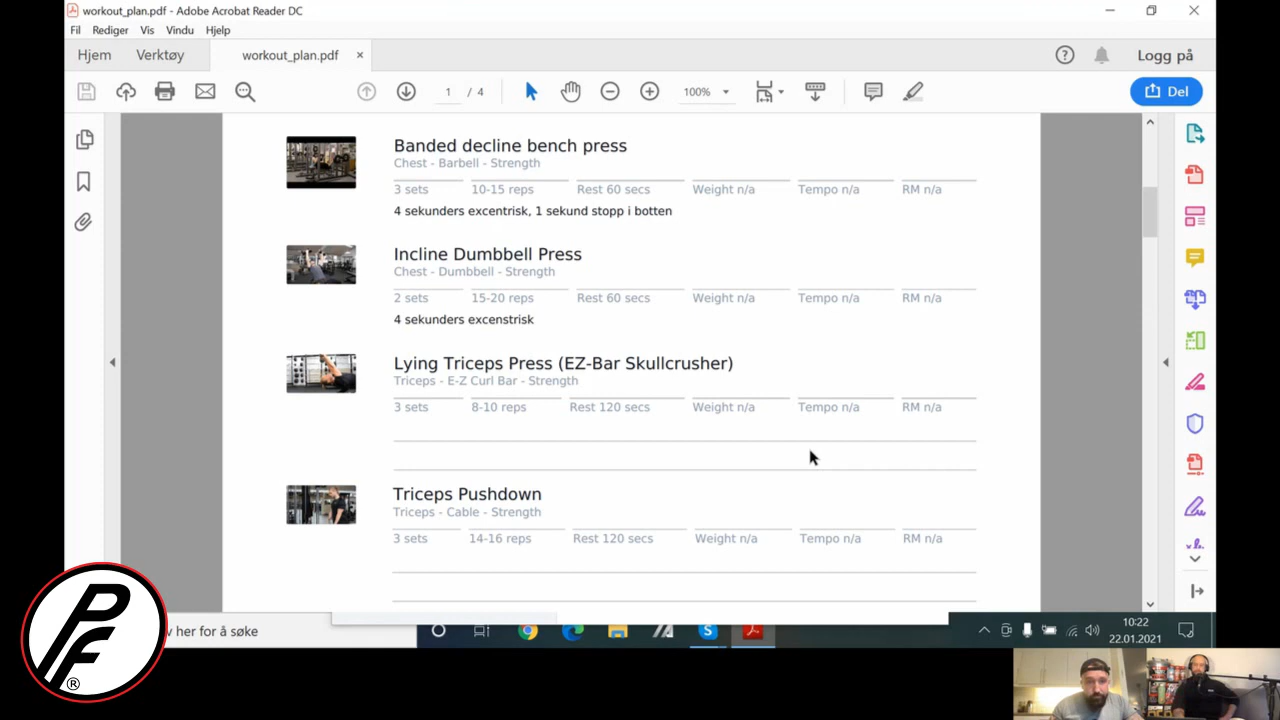 workout_plan.pdf - Adobe Acrobat Reader DC
Fil Rediger Vis Vindu Hjelp
Hjem Verktøy workout_plan.pdf × Logg på
1 / 4 100% Del
Banded decline bench press
Chest - Barbell - Strength
3 sets 10-15 reps Rest 60 secs Weight n/a Tempo n/a RM n/a
4 sekunders excentrisk, 1 sekund stopp i botten
Incline Dumbbell Press
Chest - Dumbbell - Strength
2 sets 15-20 reps Rest 60 secs Weight n/a Tempo n/a RM n/a
4 sekunders excenstrisk
Lying Triceps Press (EZ-Bar Skullcrusher)
Triceps - E-Z Curl Bar - Strength
3 sets 8-10 reps Rest 120 secs Weight n/a Tempo n/a RM n/a
Triceps Pushdown
Triceps - Cable - Strength
3 sets 14-16 reps Rest 120 secs Weight n/a Tempo n/a RM n/a
PF ®
v her for å søke
10:22
22.01.2021